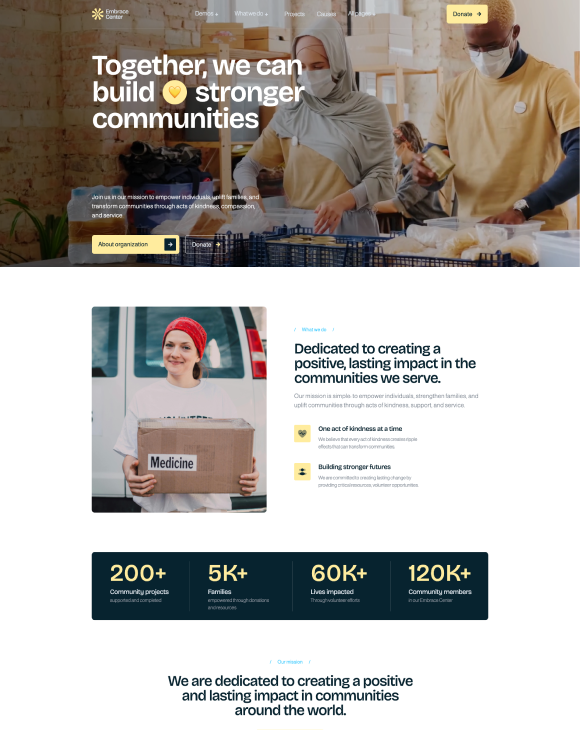 Embrace
Center
Demos +
What we do +
Projects
Causes
All pages +
Donate →
Together, we can
build stronger
communities
Join us in our mission to empower individuals, uplift families, and
transform communities through acts of kindness, compassion,
and service.
About organization →
Donate →
VOLUNTEER
Medicine
/ What we do /
Dedicated to creating a
positive, lasting impact in the
communities we serve.
Our mission is simple: to empower individuals, strengthen families, and
uplift communities through acts of kindness, support, and service.
One act of kindness at a time
We believe that every act of kindness creates ripple
effects that can transform communities.
Building stronger futures
We are committed to creating lasting change by
providing critical resources, volunteer opportunities.
200+
Community projects
supported and completed
5K+
Families
empowered through donations
and resources
60K+
Lives impacted
Through volunteer efforts
120K+
Community members
in our Embrace Center
/ Our mission /
We are dedicated to creating a positive
and lasting impact in communities
around the world.